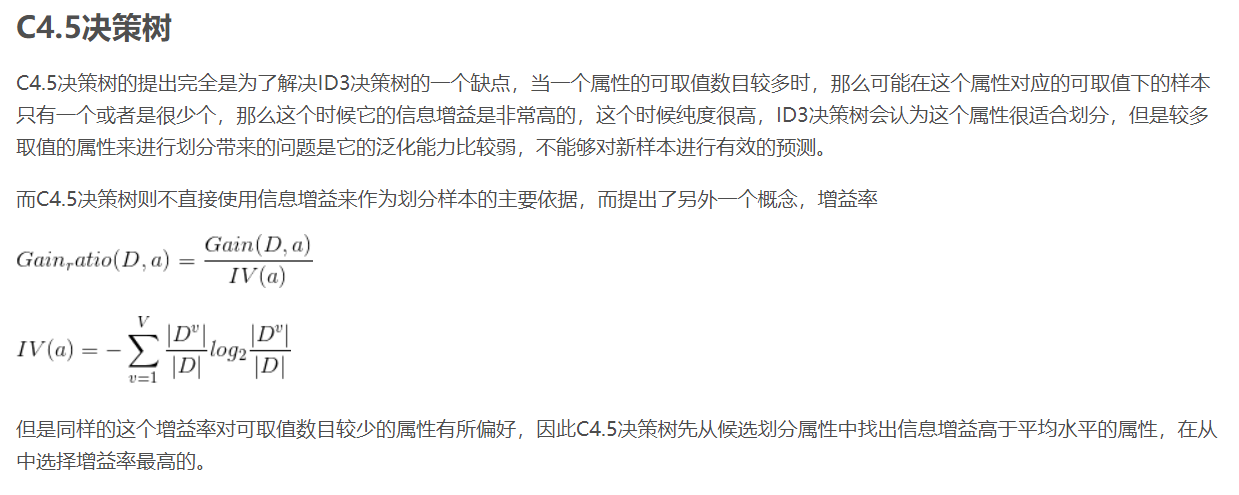 C4.5决策树
C4.5决策树的提出完全是为了解决ID3决策树的一个缺点，当一个属性的可取值数目较多时，那么可能在这个属性对应的可取值下的样本
只有一个或者是很少个，那么这个时候它的信息增益是非常高的，这个时候纯度很高，ID3决策树会认为这个属性很适合划分，但是较多
取值的属性来进行划分带来的问题是它的泛化能力比较弱，不能够对新样本进行有效的预测。
而C4.5决策树则不直接使用信息增益来作为划分样本的主要依据，而提出了另外一个概念，增益率
$Gain_ratio(D,a) = \frac{Gain(D,a)}{IV(a)}$
$IV(a) = -\sum_{v=1}^{V} \frac{|D^v|}{|D|} log_2 \frac{|D^v|}{|D|}$
但是同样的这个增益率对可取值数目较少的属性有所偏好，因此C4.5决策树先从候选划分属性中找出信息增益高于平均水平的属性，在从
中选择增益率最高的。